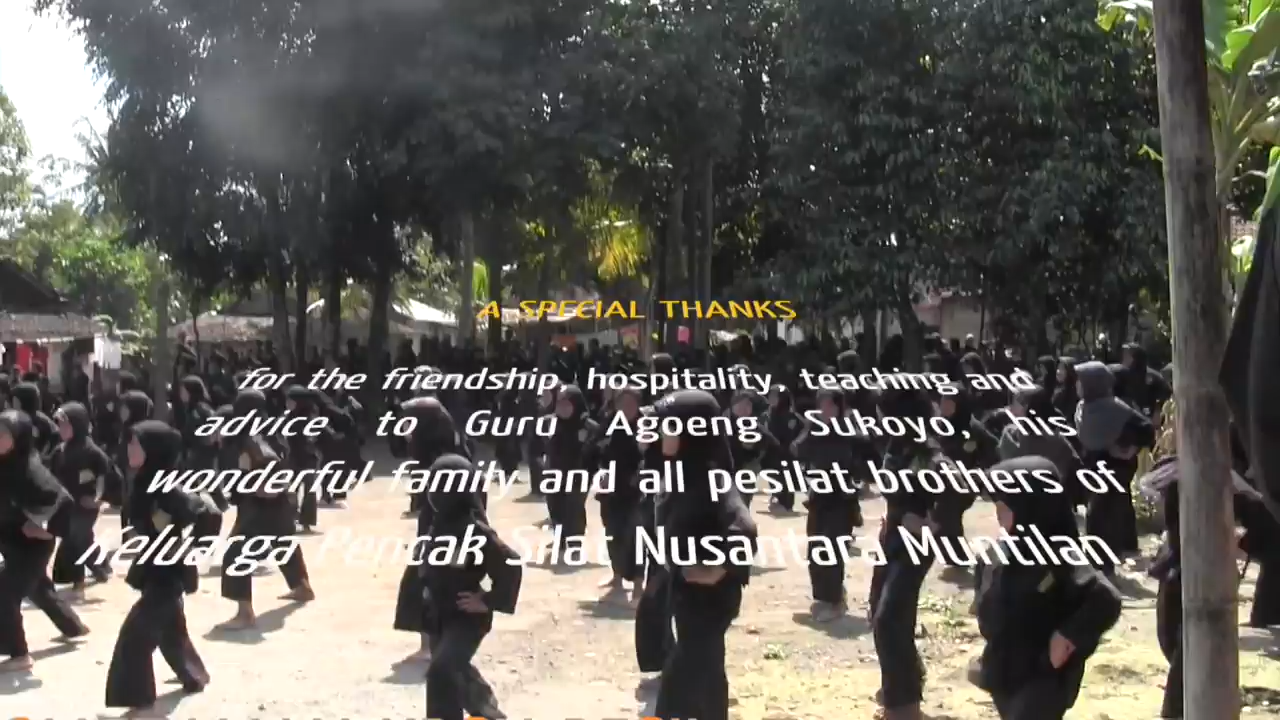 A SPECIAL THANKS
for the friendship, hospitality, teaching and
advice to Guru Agoeng Sukoyo, his
wonderful family and all pesilat brothers of
Keluarga Pencak Silat Nusantara Muntilan.